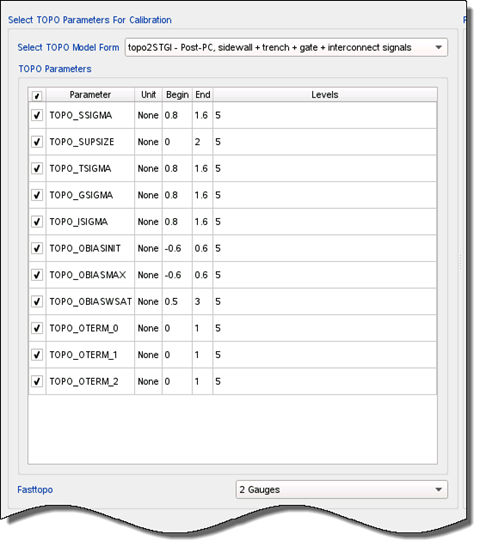 Select TOPO Parameters For Calibration
Select TOPO Model Form topo2STGI - Post-PC, sidewall + trench + gate + interconnect signals
TOPO Parameters
Parameter Unit Begin End Levels
TOPO_SSIGMA None 0.8 1.6 5
TOPO_SUPSIZE None 0 2 5
TOPO_TSIGMA None 0.8 1.6 5
TOPO_GSIGMA None 0.8 1.6 5
TOPO_ISIGMA None 0.8 1.6 5
TOPO_OBIASINIT None -0.6 0.6 5
TOPO_OBIASMAX None -0.6 0.6 5
TOPO_OBIASWSAT None 0.5 3 5
TOPO_OTERM_0 None 0 1 5
TOPO_OTERM_1 None 0 1 5
TOPO_OTERM_2 None 0 1 5
Fasttopo 2 Gauges